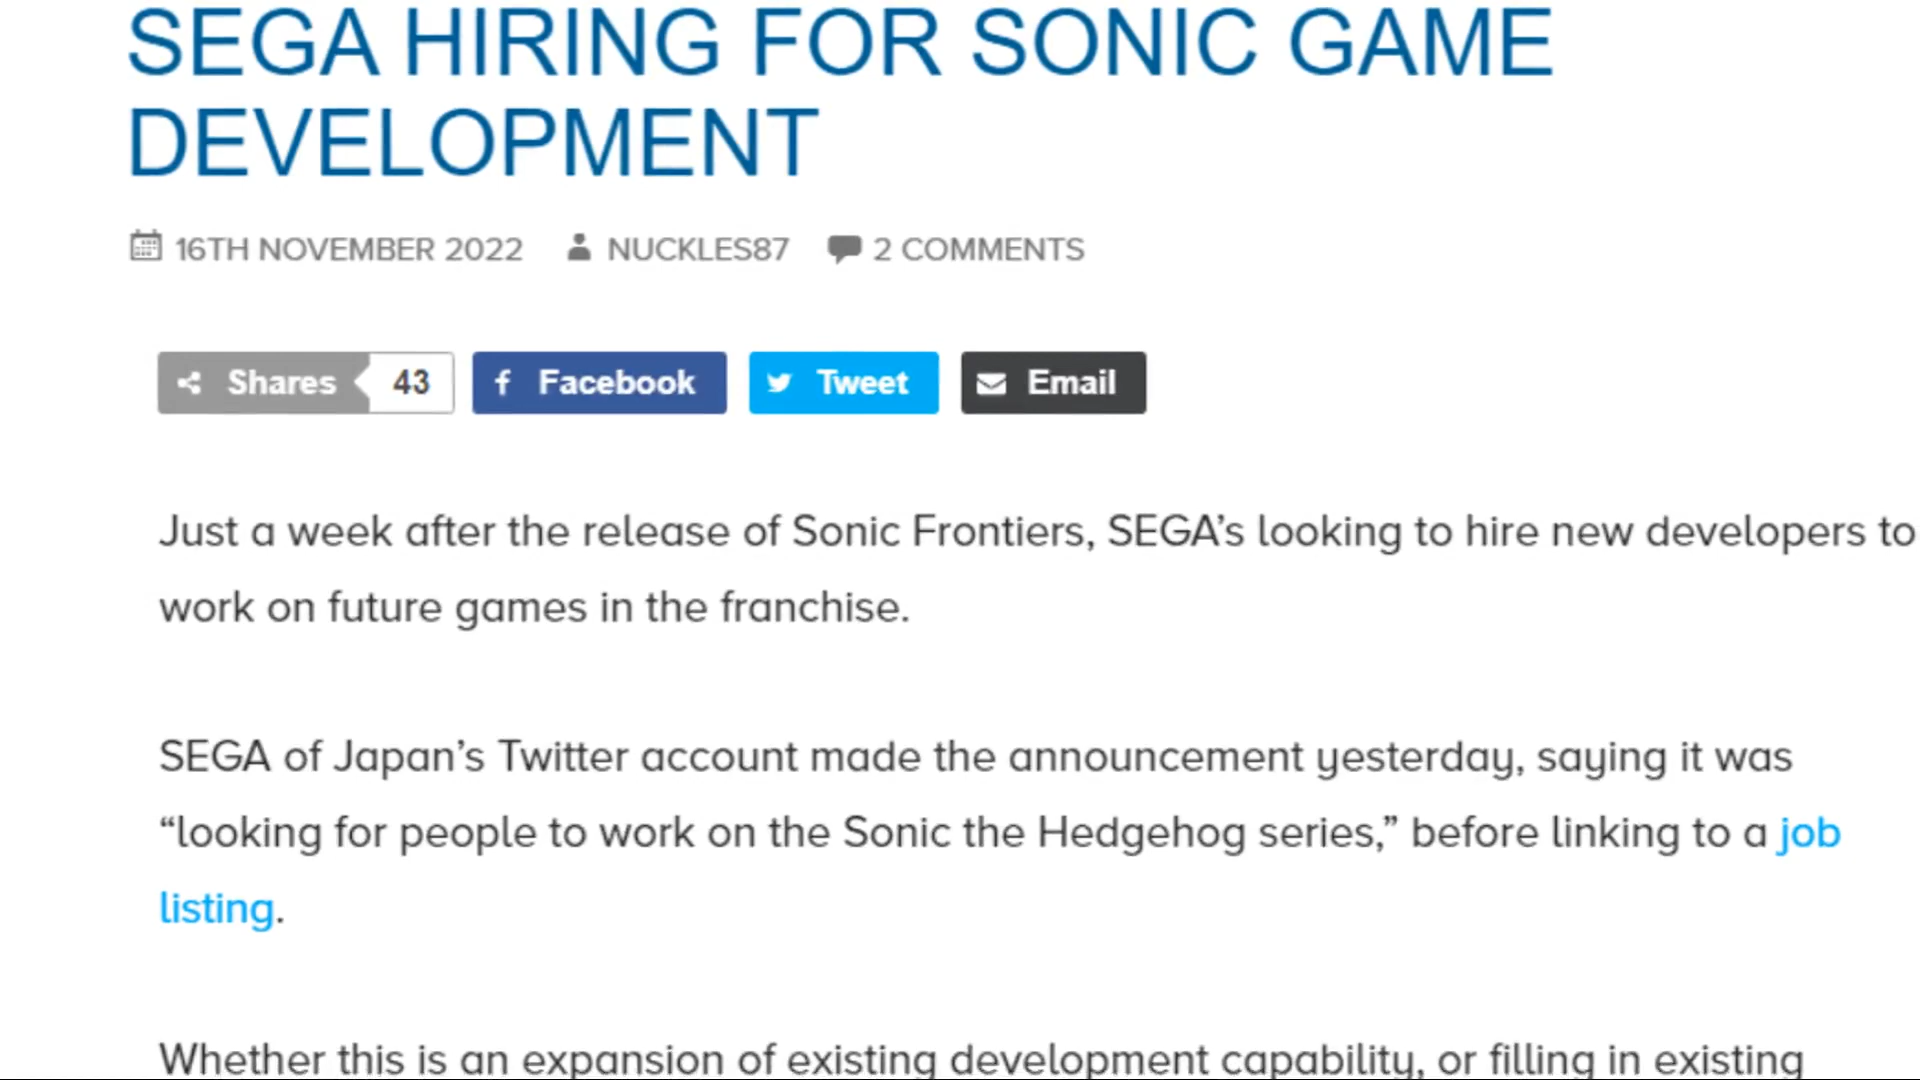 SEGA HIRING FOR SONIC GAME
DEVELOPMENT
16TH NOVEMBER 2022 NUCKLES87 2 COMMENTS
Shares 43 Facebook Tweet Email
Just a week after the release of Sonic Frontiers, SEGA’s looking to hire new developers to
work on future games in the franchise.
SEGA of Japan’s Twitter account made the announcement yesterday, saying it was
“looking for people to work on the Sonic the Hedgehog series,” before linking to a job
listing.
Whether this is an expansion of existing development capability, or filling in existing